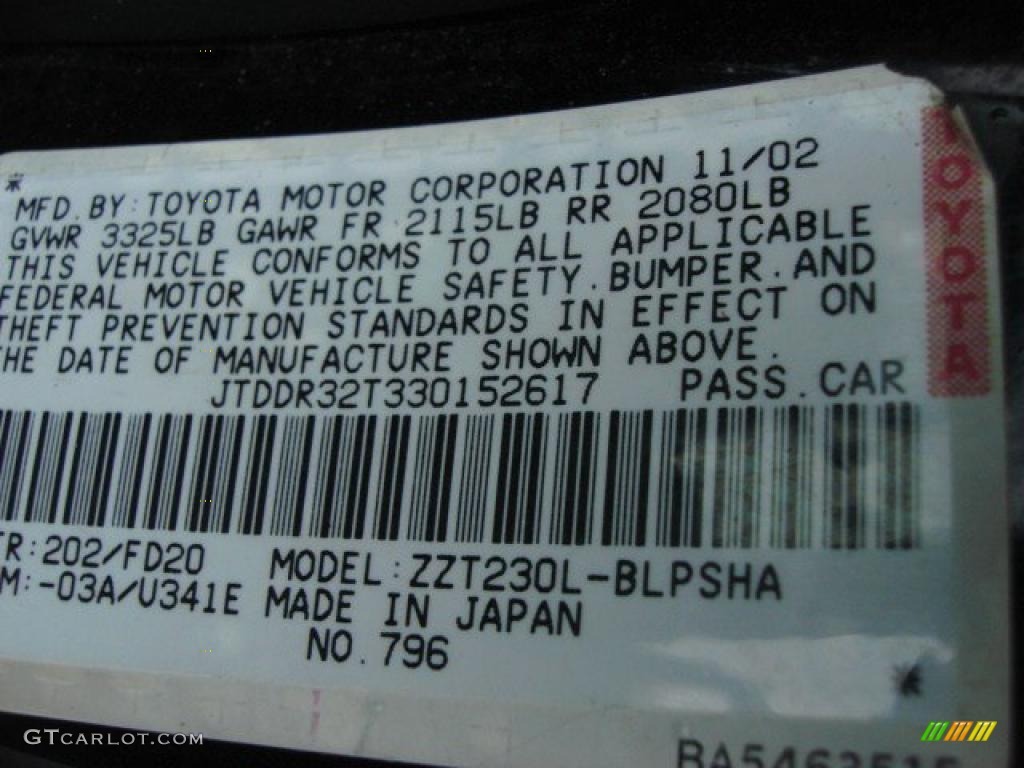 MFD. BY: TOYOTA MOTOR CORPORATION 11/02
GVWR 3325LB GAWR FR 2115LB RR 2080LB
THIS VEHICLE CONFORMS TO ALL APPLICABLE
FEDERAL MOTOR VEHICLE SAFETY. BUMPER. AND
THEFT PREVENTION STANDARDS IN EFFECT ON
THE DATE OF MANUFACTURE SHOWN ABOVE.
JTDDR32T330152617 PASS. CAR
TOYOTA
TR:202/FD20 MODEL:ZZT230L-BLPSHA
M:-03A/U341E MADE IN JAPAN
NO. 796
GTCARLOT.COM